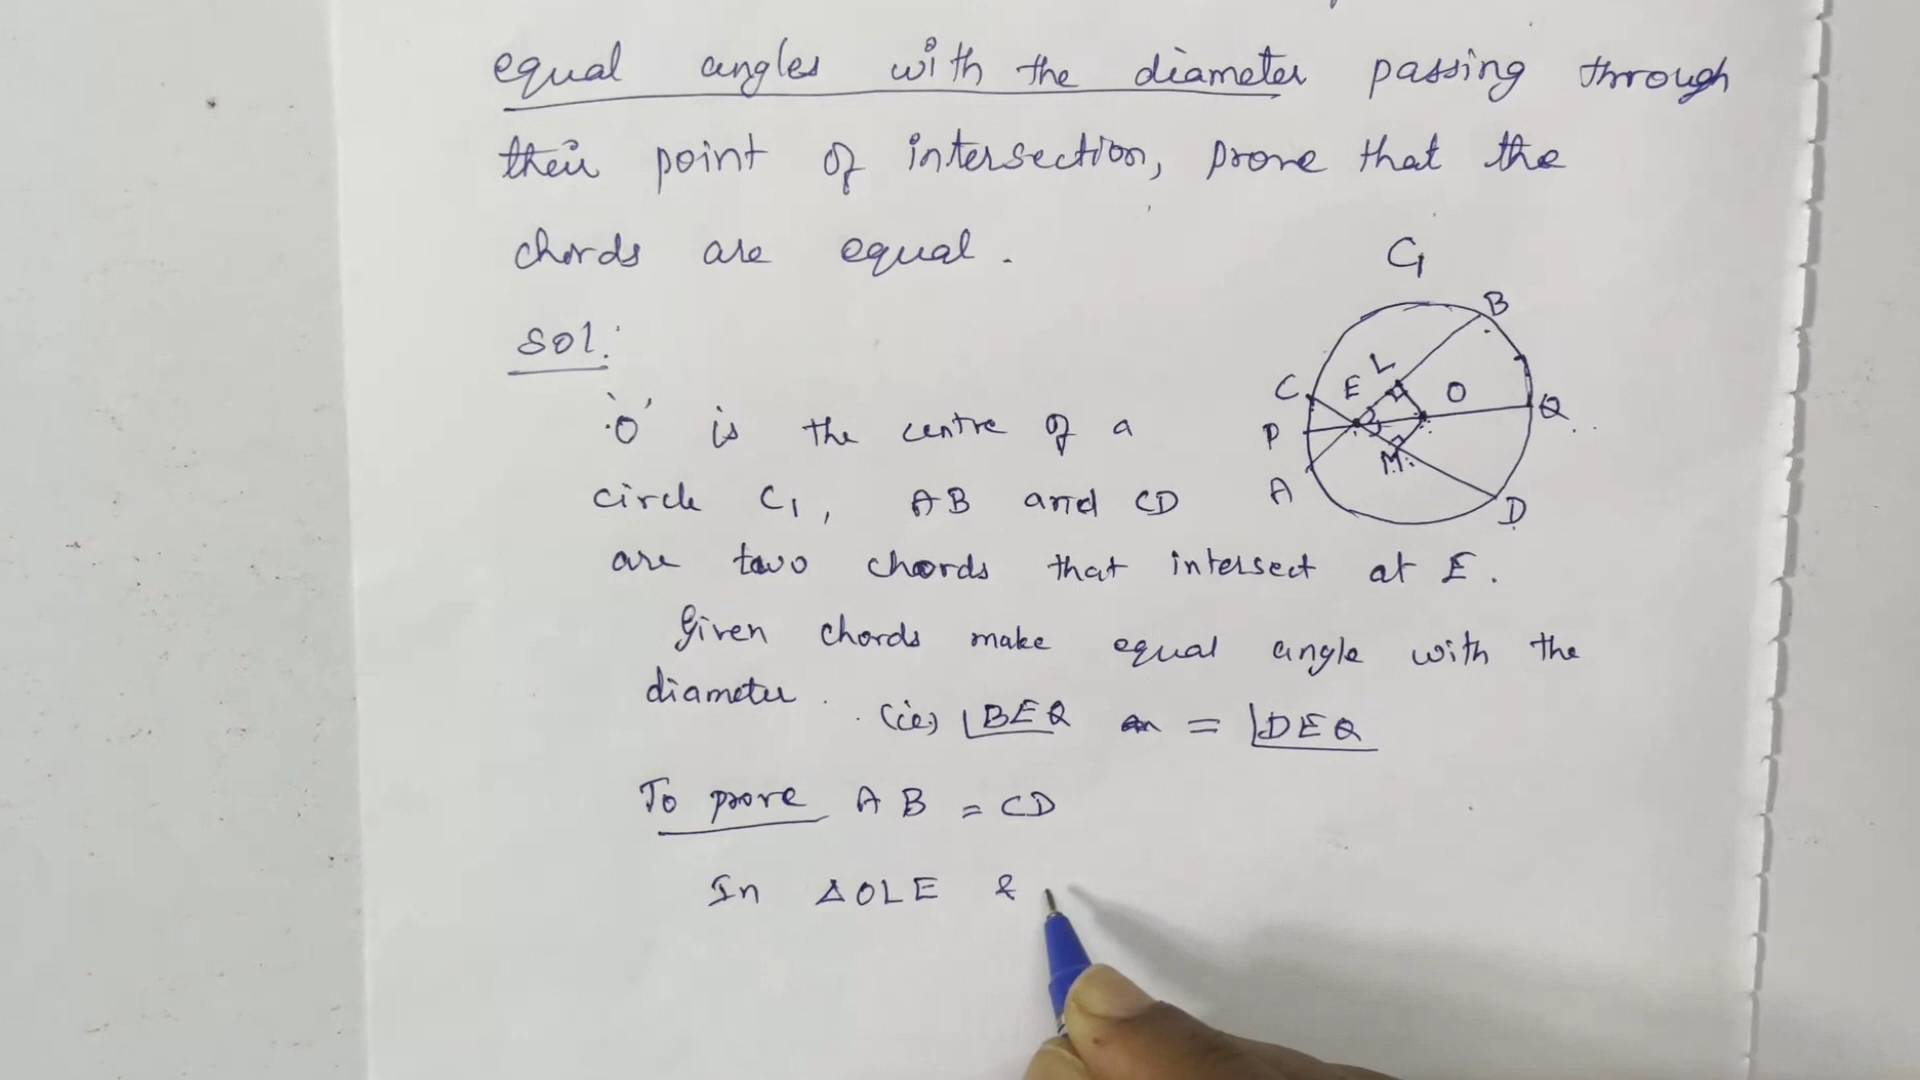 equal angles with the diameter passing through
their point of intersection, prove that the
chords are equal.
Sol:
'O' is the centre of a
circle C₁, AB and CD
are two chords that intersect at E.
Given chords make equal angle with the
diameter. (ie) ∠BEQ = ∠DEQ
To prove AB = CD
In △OLE &
C₁
B
L
C E O
P Q
M
A
D